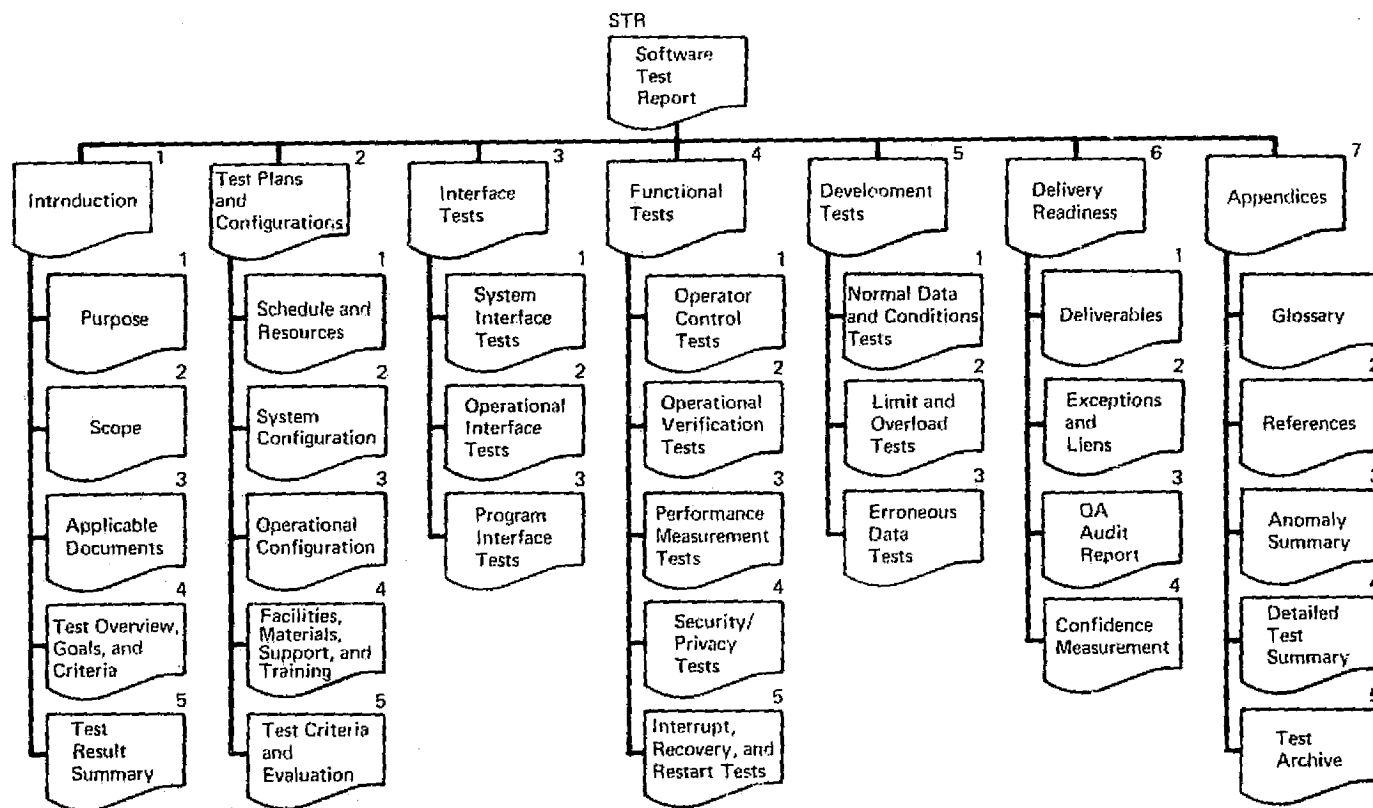 STR
Software
Test
Report
1
Introduction
2
Test Plans
and
Configurations
3
Interface
Tests
4
Functional
Tests
5
Development
Tests
6
Delivery
Readiness
7
Appendices
1
Purpose
2
Scope
3
Applicable
Documents
4
Test Overview,
Goals, and
Criteria
5
Test
Result
Summary
1
Schedule and
Resources
2
System
Configuration
3
Operational
Configuration
4
Facilities,
Materials,
Support, and
Training
5
Test Criteria
and
Evaluation
1
System
Interface
Tests
2
Operational
Interface
Tests
3
Program
Interface
Tests
1
Operator
Control
Tests
2
Operational
Verification
Tests
3
Performance
Measurement
Tests
4
Security/
Privacy
Tests
5
Interrupt,
Recovery, and
Restart Tests
1
Normal Data
and Conditions
Tests
2
Limit and
Overload
Tests
3
Erroneous
Data
Tests
1
Deliverables
2
Exceptions
and
Liens
3
QA
Audit
Report
4
Confidence
Measurement
1
Glossary
2
References
3
Anomaly
Summary
4
Detailed
Test
Summary
5
Test
Archive